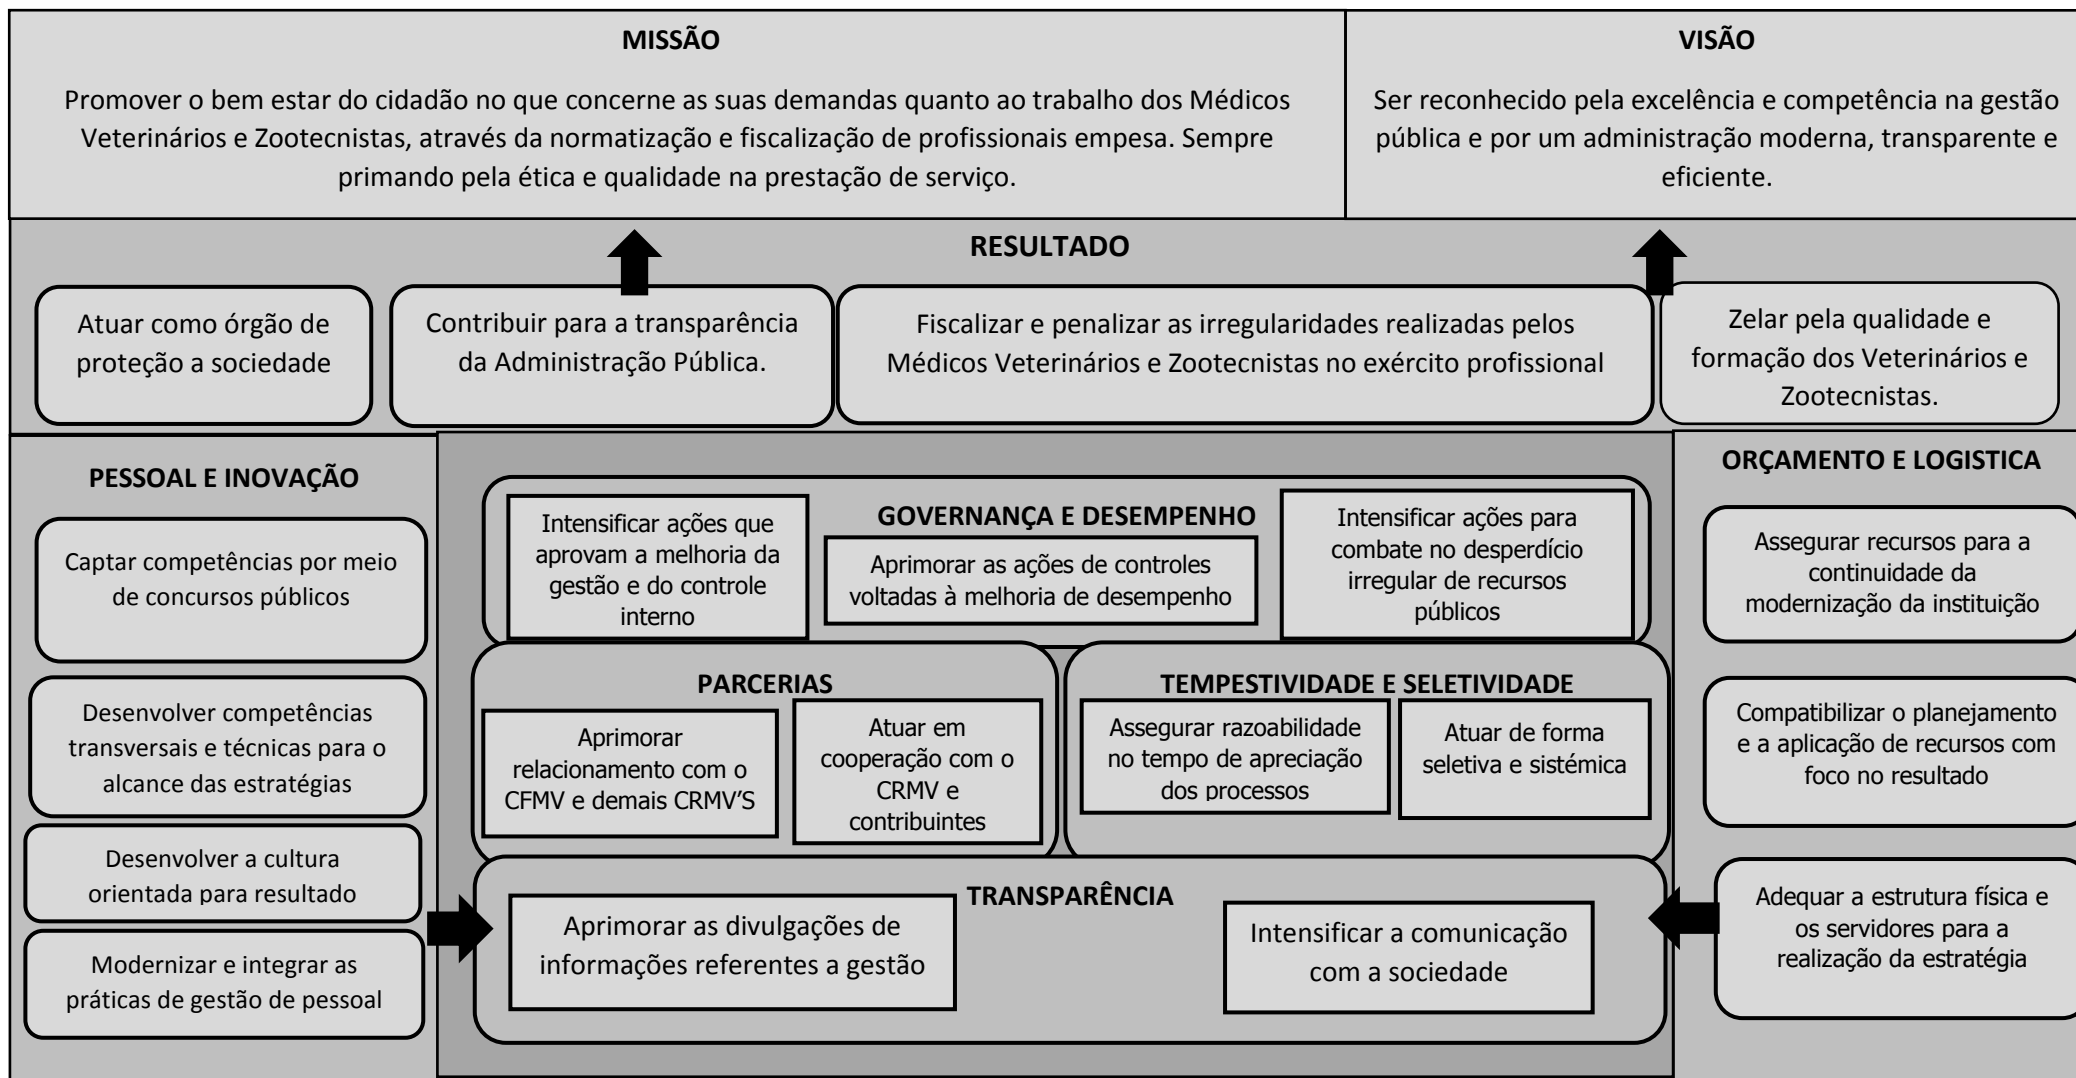 MISSÃO
Promover o bem estar do cidadão no que concerne as suas demandas quanto ao trabalho dos Médicos
Veterinários e Zootecnistas, através da normatização e fiscalização de profissionais empesa. Sempre
primando pela ética e qualidade na prestação de serviço.
VISÃO
Ser reconhecido pela excelência e competência na gestão
pública e por um administração moderna, transparente e
eficiente.
RESULTADO
Atuar como órgão de
proteção a sociedade
Contribuir para a transparência
da Administração Pública.
Fiscalizar e penalizar as irregularidades realizadas pelos
Médicos Veterinários e Zootecnistas no exército profissional
Zelar pela qualidade e
formação dos Veterinários e
Zootecnistas.
PESSOAL E INOVAÇÃO
Captar competências por meio
de concursos públicos
Desenvolver competências
transversais e técnicas para o
alcance das estratégias
Desenvolver a cultura
orientada para resultado
Modernizar e integrar as
práticas de gestão de pessoal
GOVERNANÇA E DESEMPENHO
Intensificar ações que
aprovam a melhoria da
gestão e do controle
interno
Aprimorar as ações de controles
voltadas à melhoria de desempenho
Intensificar ações para
combate no desperdício
irregular de recursos
públicos
PARCERIAS
Aprimorar
relacionamento com o
CFMV e demais CRMV'S
Atuar em
cooperação com o
CRMV e
contribuintes
TEMPESTIVIDADE E SELETIVIDADE
Assegurar razoabilidade
no tempo de apreciação
dos processos
Atuar de forma
seletiva e sistémica
TRANSPARÊNCIA
Aprimorar as divulgações de
informações referentes a gestão
Intensificar a comunicação
com a sociedade
ORÇAMENTO E LOGISTICA
Assegurar recursos para a
continuidade da
modernização da instituição
Compatibilizar o planejamento
e a aplicação de recursos com
foco no resultado
Adequar a estrutura física e
os servidores para a
realização da estratégia